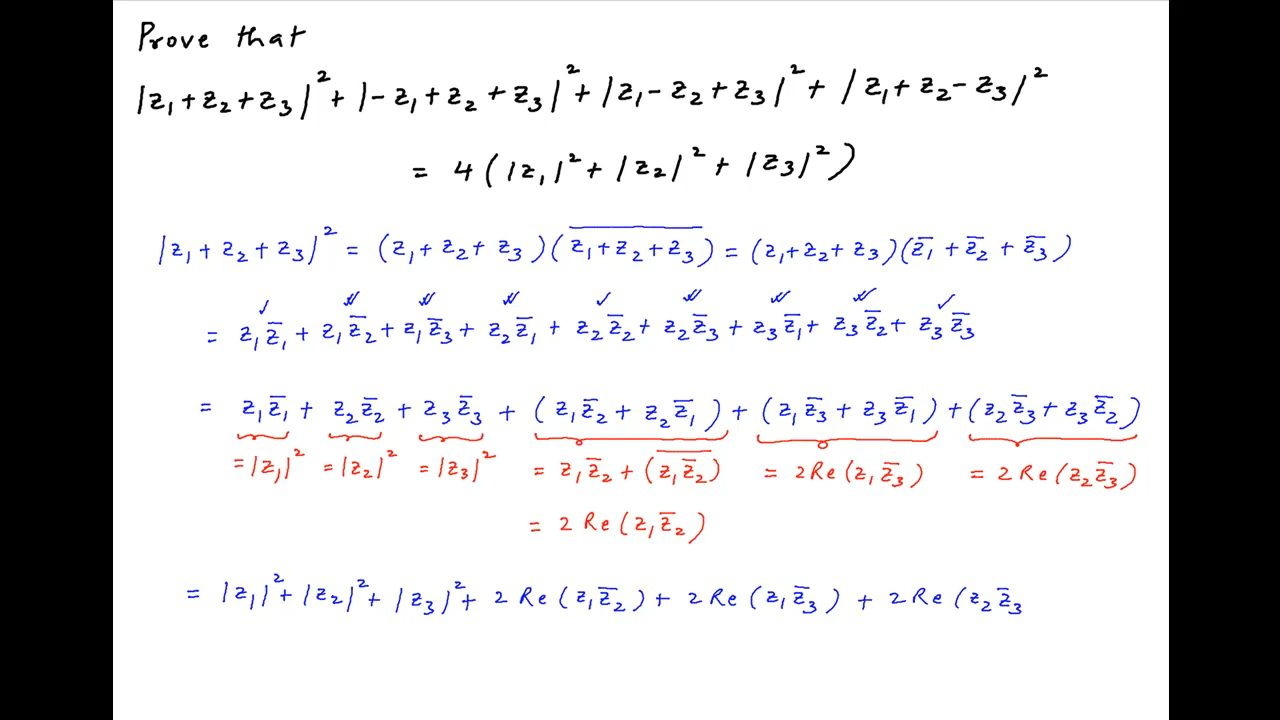 Prove that
|z₁ + z₂ + z₃|² + |- z₁ + z₂ + z₃|² + |z₁ - z₂ + z₃|² + |z₁ + z₂ - z₃|²
= 4 (|z₁|² + |z₂|² + |z₃|²)
|z₁ + z₂ + z₃|² = (z₁ + z₂ + z₃)(z̅₁̅ ̅+̅ ̅z̅₂̅ ̅+̅ ̅z̅₃̅) = (z₁ + z₂ + z₃)(z̅₁ + z̅₂ + z̅₃)
✓ ✓✓ ✓✓ ✓✓ ✓ ✓✓ ✓✓ ✓✓ ✓
= z₁z̅₁ + z₁z̅₂ + z₁z̅₃ + z₂z̅₁ + z₂z̅₂ + z₂z̅₃ + z₃z̅₁ + z₃z̅₂ + z₃z̅₃
= z₁z̅₁ + z₂z̅₂ + z₃z̅₃ + (z₁z̅₂ + z₂z̅₁) + (z₁z̅₃ + z₃z̅₁) + (z₂z̅₃ + z₃z̅₂)
= |z₁|² = |z₂|² = |z₃|² = z₁z̅₂ + (z̅₁̅z̅₂̅) = 2 Re (z₁z̅₃) = 2 Re (z₂z̅₃)
= 2 Re (z₁z̅₂)
= |z₁|² + |z₂|² + |z₃|² + 2 Re (z₁z̅₂) + 2 Re (z₁z̅₃) + 2 Re (z₂z̅₃